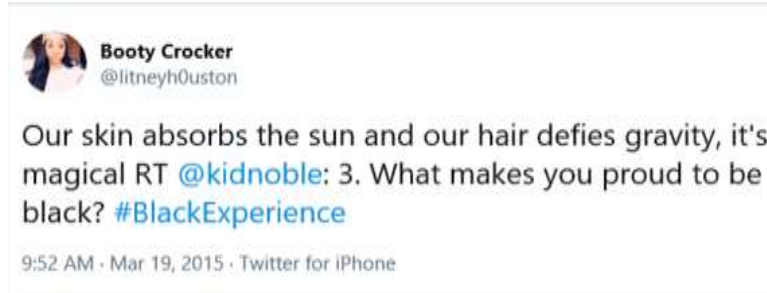 Booty Crocker
@litneyh0uston
Our skin absorbs the sun and our hair defies gravity, it's
magical RT @kidnoble: 3. What makes you proud to be
black? #BlackExperience
9:52 AM · Mar 19, 2015 · Twitter for iPhone